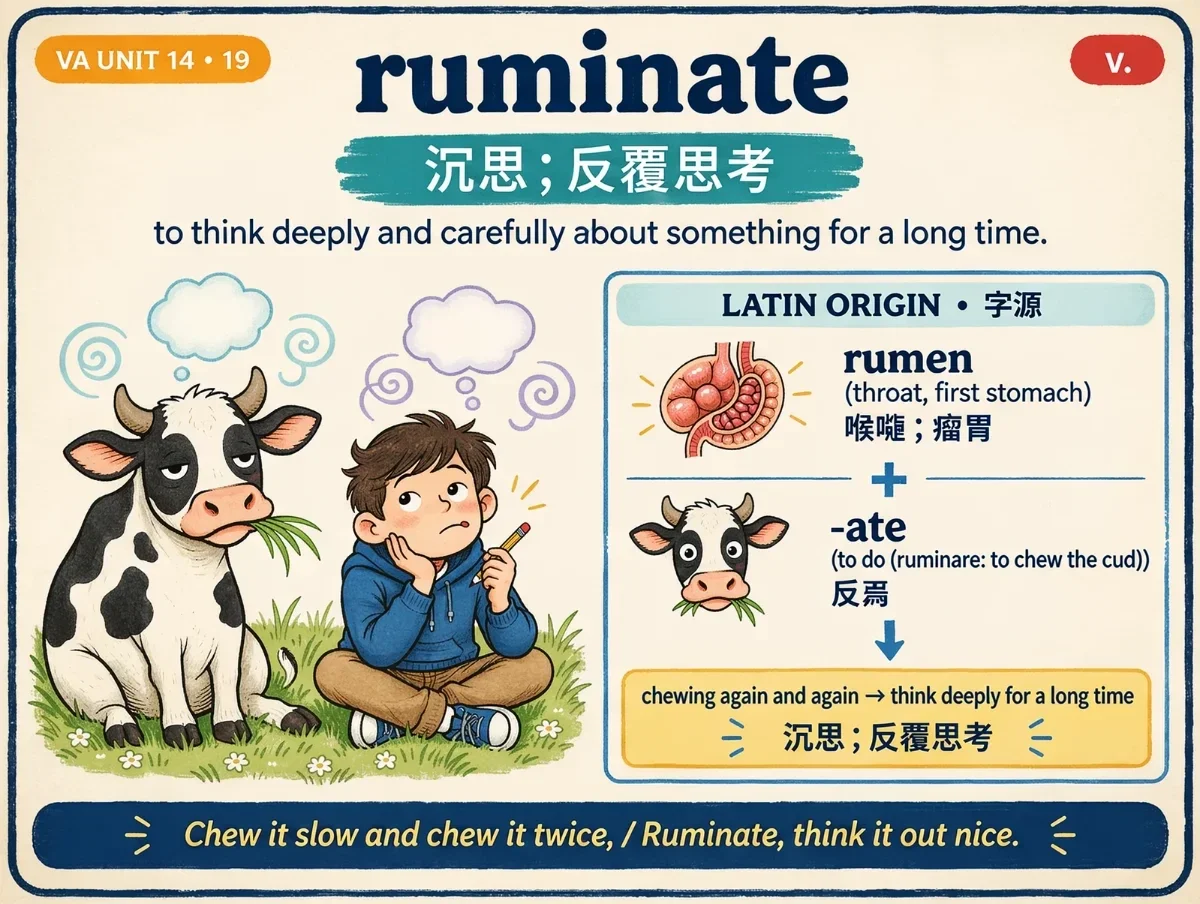 VA UNIT 14 • 19
v.
ruminate
沉思；反覆思考
to think deeply and carefully about something for a long time.
LATIN ORIGIN • 字源
rumen
(throat, first stomach)
喉嚨；瘤胃
+
-ate
(to do (ruminare: to chew the cud))
反
chewing again and again → think deeply for a long time
沉思；反覆思考
Chew it slow and chew it twice, / Ruminate, think it out nice.